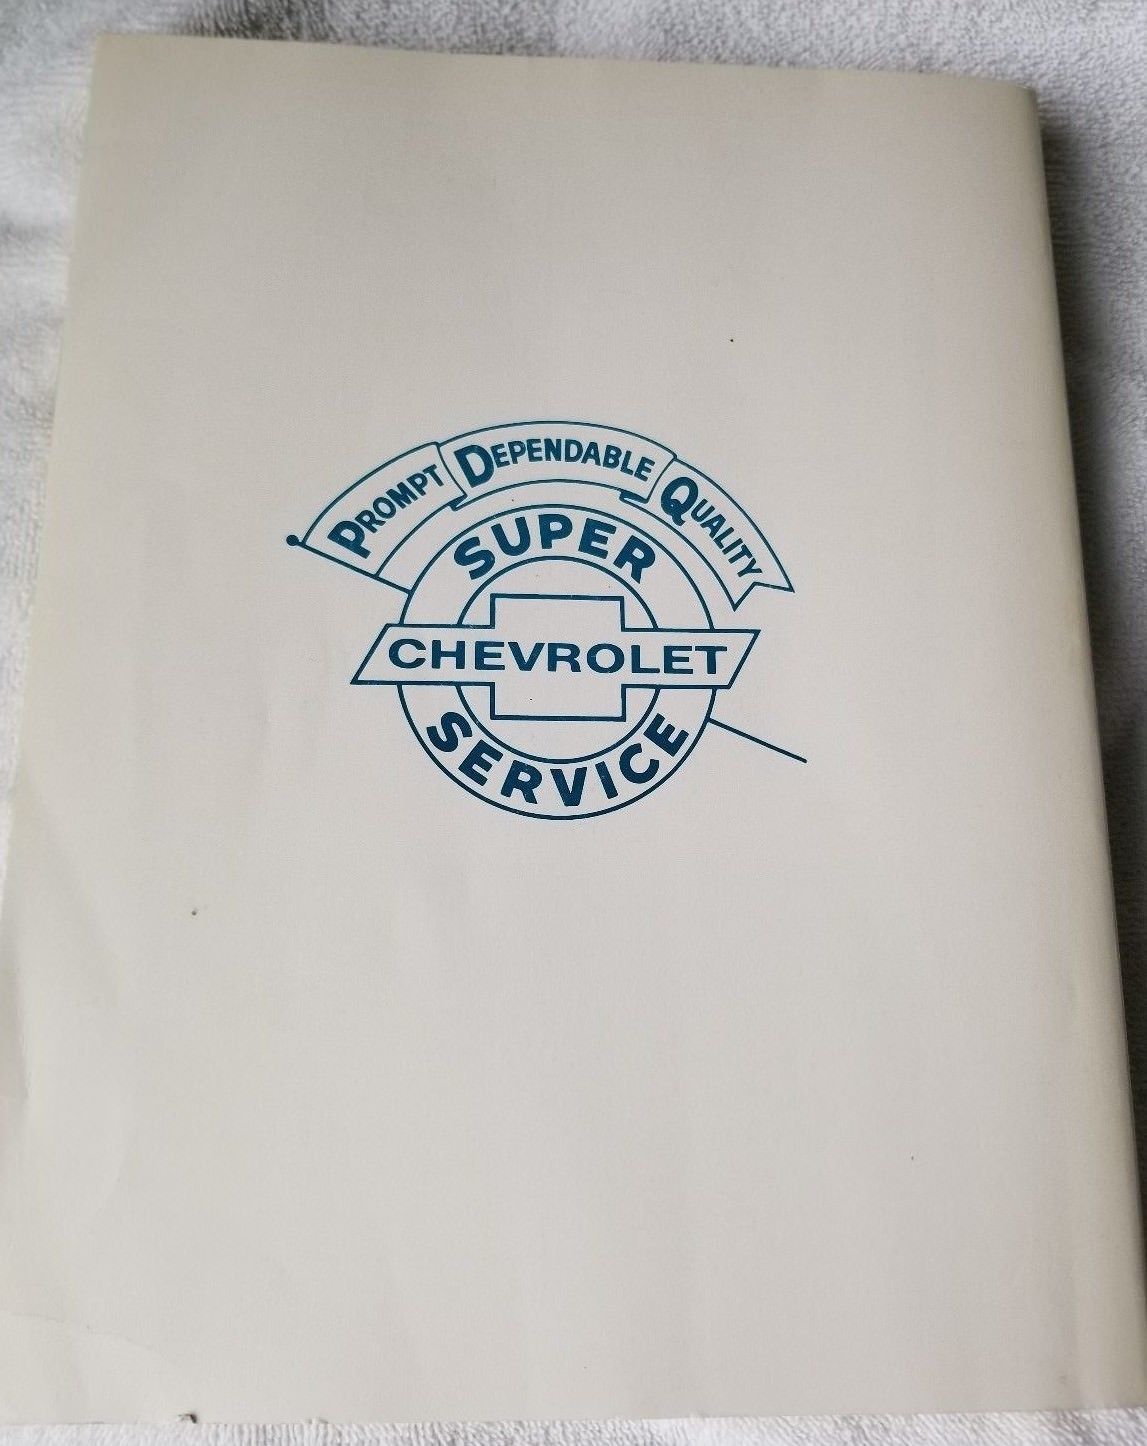 PROMPT DEPENDABLE QUALITY
SUPER
CHEVROLET
SERVICE